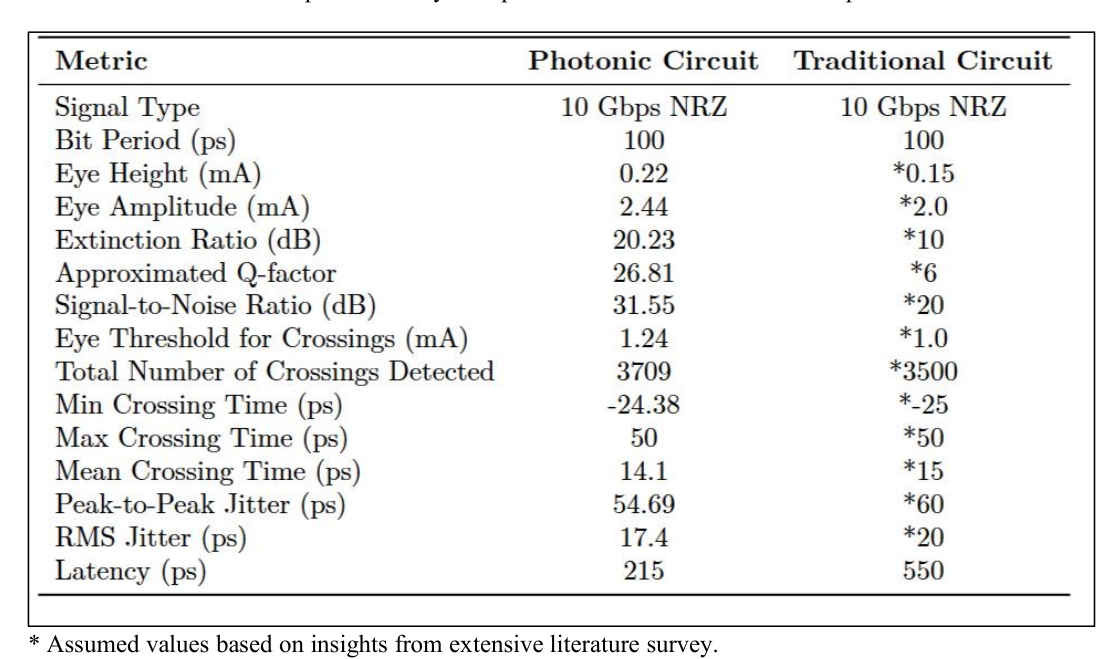 Metric Photonic Circuit Traditional Circuit
Signal Type 10 Gbps NRZ 10 Gbps NRZ
Bit Period (ps) 100 100
Eye Height (mA) 0.22 *0.15
Eye Amplitude (mA) 2.44 *2.0
Extinction Ratio (dB) 20.23 *10
Approximated Q-factor 26.81 *6
Signal-to-Noise Ratio (dB) 31.55 *20
Eye Threshold for Crossings (mA) 1.24 *1.0
Total Number of Crossings Detected 3709 *3500
Min Crossing Time (ps) -24.38 *-25
Max Crossing Time (ps) 50 *50
Mean Crossing Time (ps) 14.1 *15
Peak-to-Peak Jitter (ps) 54.69 *60
RMS Jitter (ps) 17.4 *20
Latency (ps) 215 550
* Assumed values based on insights from extensive literature survey.